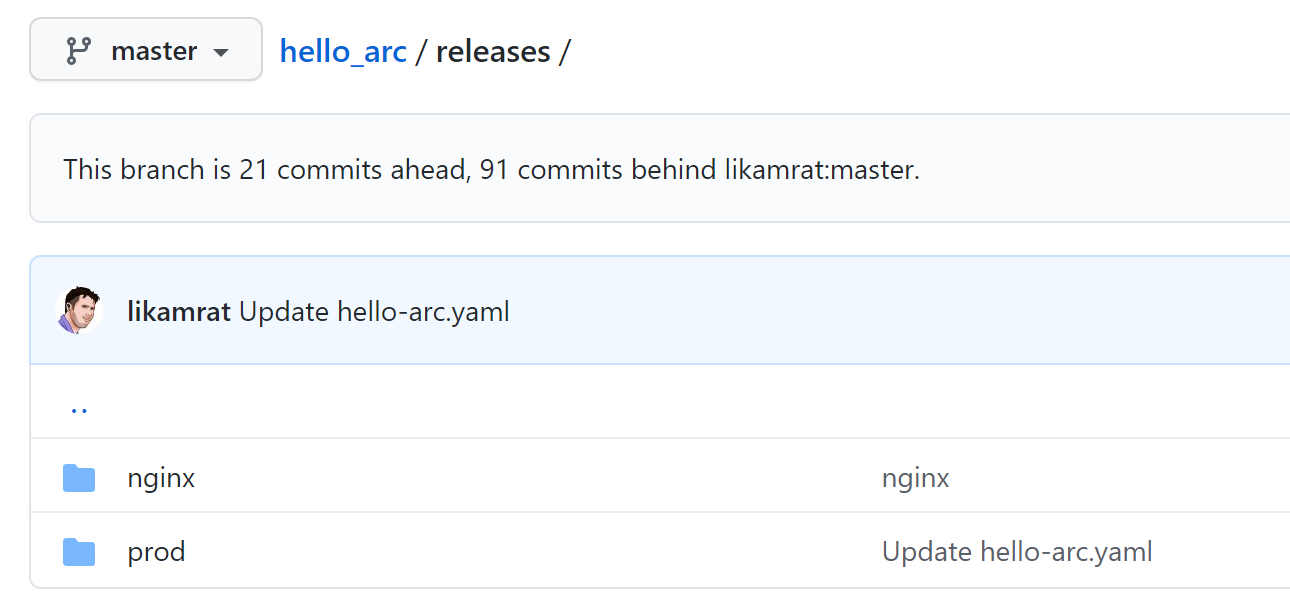 master hello_arc / releases /
This branch is 21 commits ahead, 91 commits behind likamrat:master.
likamrat Update hello-arc.yaml
..
nginx nginx
prod Update hello-arc.yaml